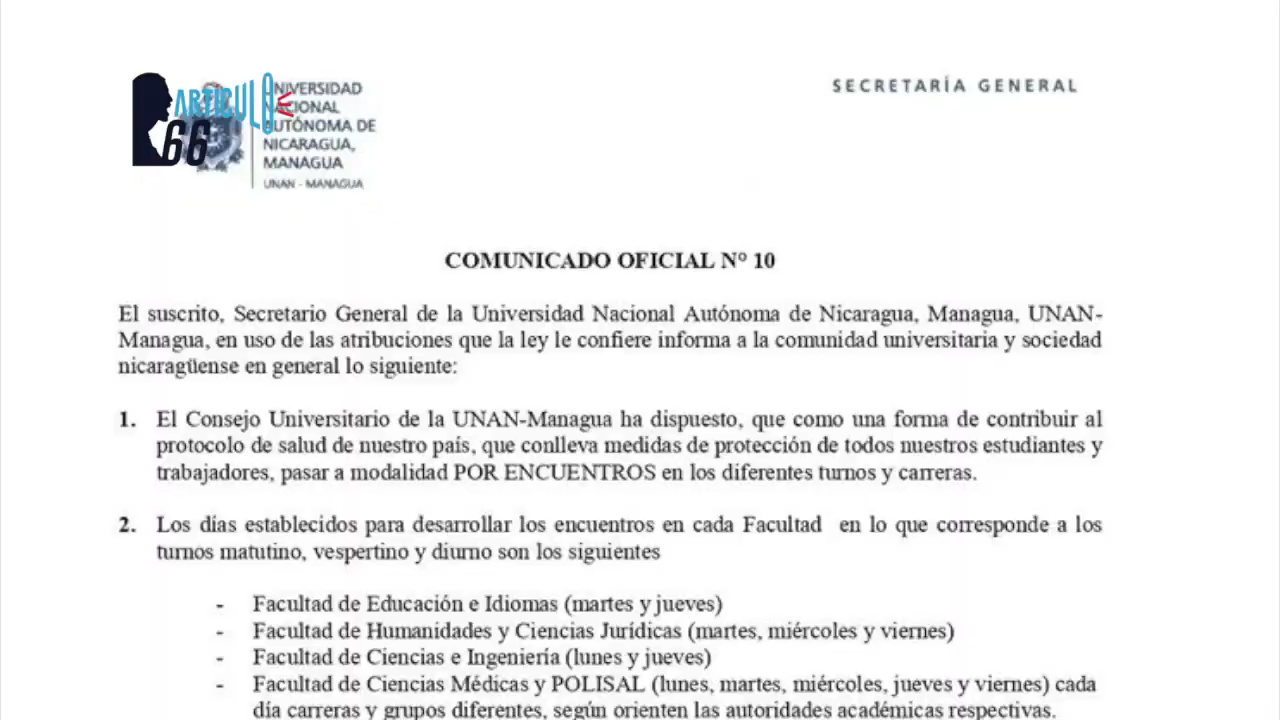 ARTICULO
66
UNIVERSIDAD
NACIONAL
AUTÓNOMA DE
NICARAGUA,
MANAGUA
UNAN - MANAGUA
SECRETARÍA GENERAL
COMUNICADO OFICIAL Nº 10
El suscrito, Secretario General de la Universidad Nacional Autónoma de Nicaragua, Managua, UNAN-
Managua, en uso de las atribuciones que la ley le confiere informa a la comunidad universitaria y sociedad
nicaragüense en general lo siguiente:
1. El Consejo Universitario de la UNAN-Managua ha dispuesto, que como una forma de contribuir al
protocolo de salud de nuestro país, que conlleva medidas de protección de todos nuestros estudiantes y
trabajadores, pasar a modalidad POR ENCUENTROS en los diferentes turnos y carreras.
2. Los días establecidos para desarrollar los encuentros en cada Facultad en lo que corresponde a los
turnos matutino, vespertino y diurno son los siguientes
- Facultad de Educación e Idiomas (martes y jueves)
- Facultad de Humanidades y Ciencias Jurídicas (martes, miércoles y viernes)
- Facultad de Ciencias e Ingeniería (lunes y jueves)
- Facultad de Ciencias Médicas y POLISAL (lunes, martes, miércoles, jueves y viernes) cada
día carreras y grupos diferentes, según orienten las autoridades académicas respectivas.